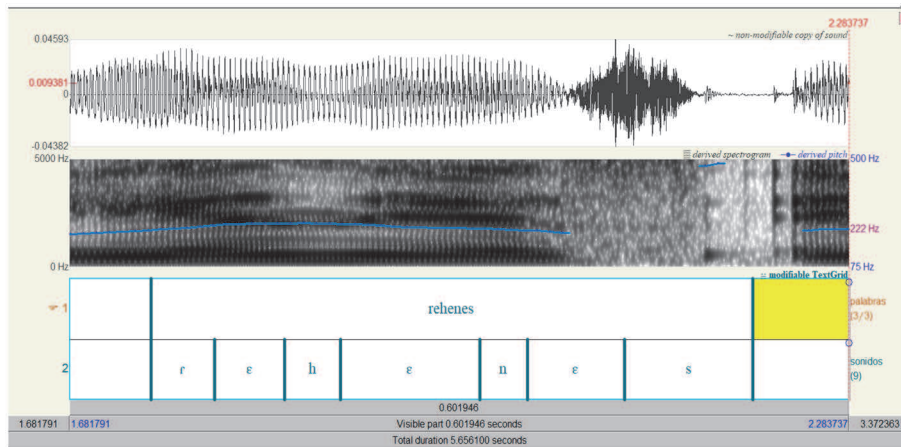 2.283737
~ non-modifiable copy of sound
0.04593
0.009381
0
-0.04382
5000 Hz
derived spectrogram
derived pitch
500 Hz
222 Hz
0 Hz
75 Hz
modifiable TextGrid
1
rehenes
palabras
(3/3)
2
ɾ ɛ h ɛ n ɛ s
sonidos
(9)
0.601946
1.681791 1.681791 Visible part 0.601946 seconds 2.283737 3.372363
Total duration 5.656100 seconds